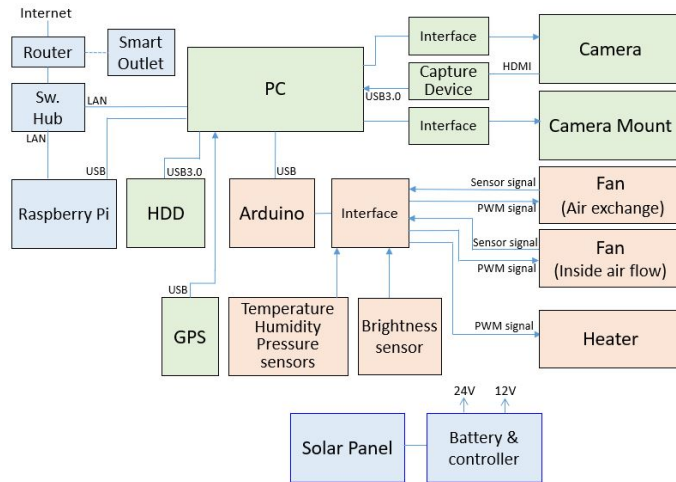 Internet
Router
Smart
Outlet
Sw.
Hub
LAN
LAN
USB
Raspberry Pi
PC
USB3.0
HDD
USB
GPS
USB
Arduino
Interface
Interface
Camera
HDMI
Capture
Device
USB3.0
Interface
Camera Mount
Sensor signal
PWM signal
Fan
(Air exchange)
Sensor signal
PWM signal
Fan
(Inside air flow)
PWM signal
Heater
Temperature
Humidity
Pressure
sensors
Brightness
sensor
24V
12V
Solar Panel
Battery &
controller